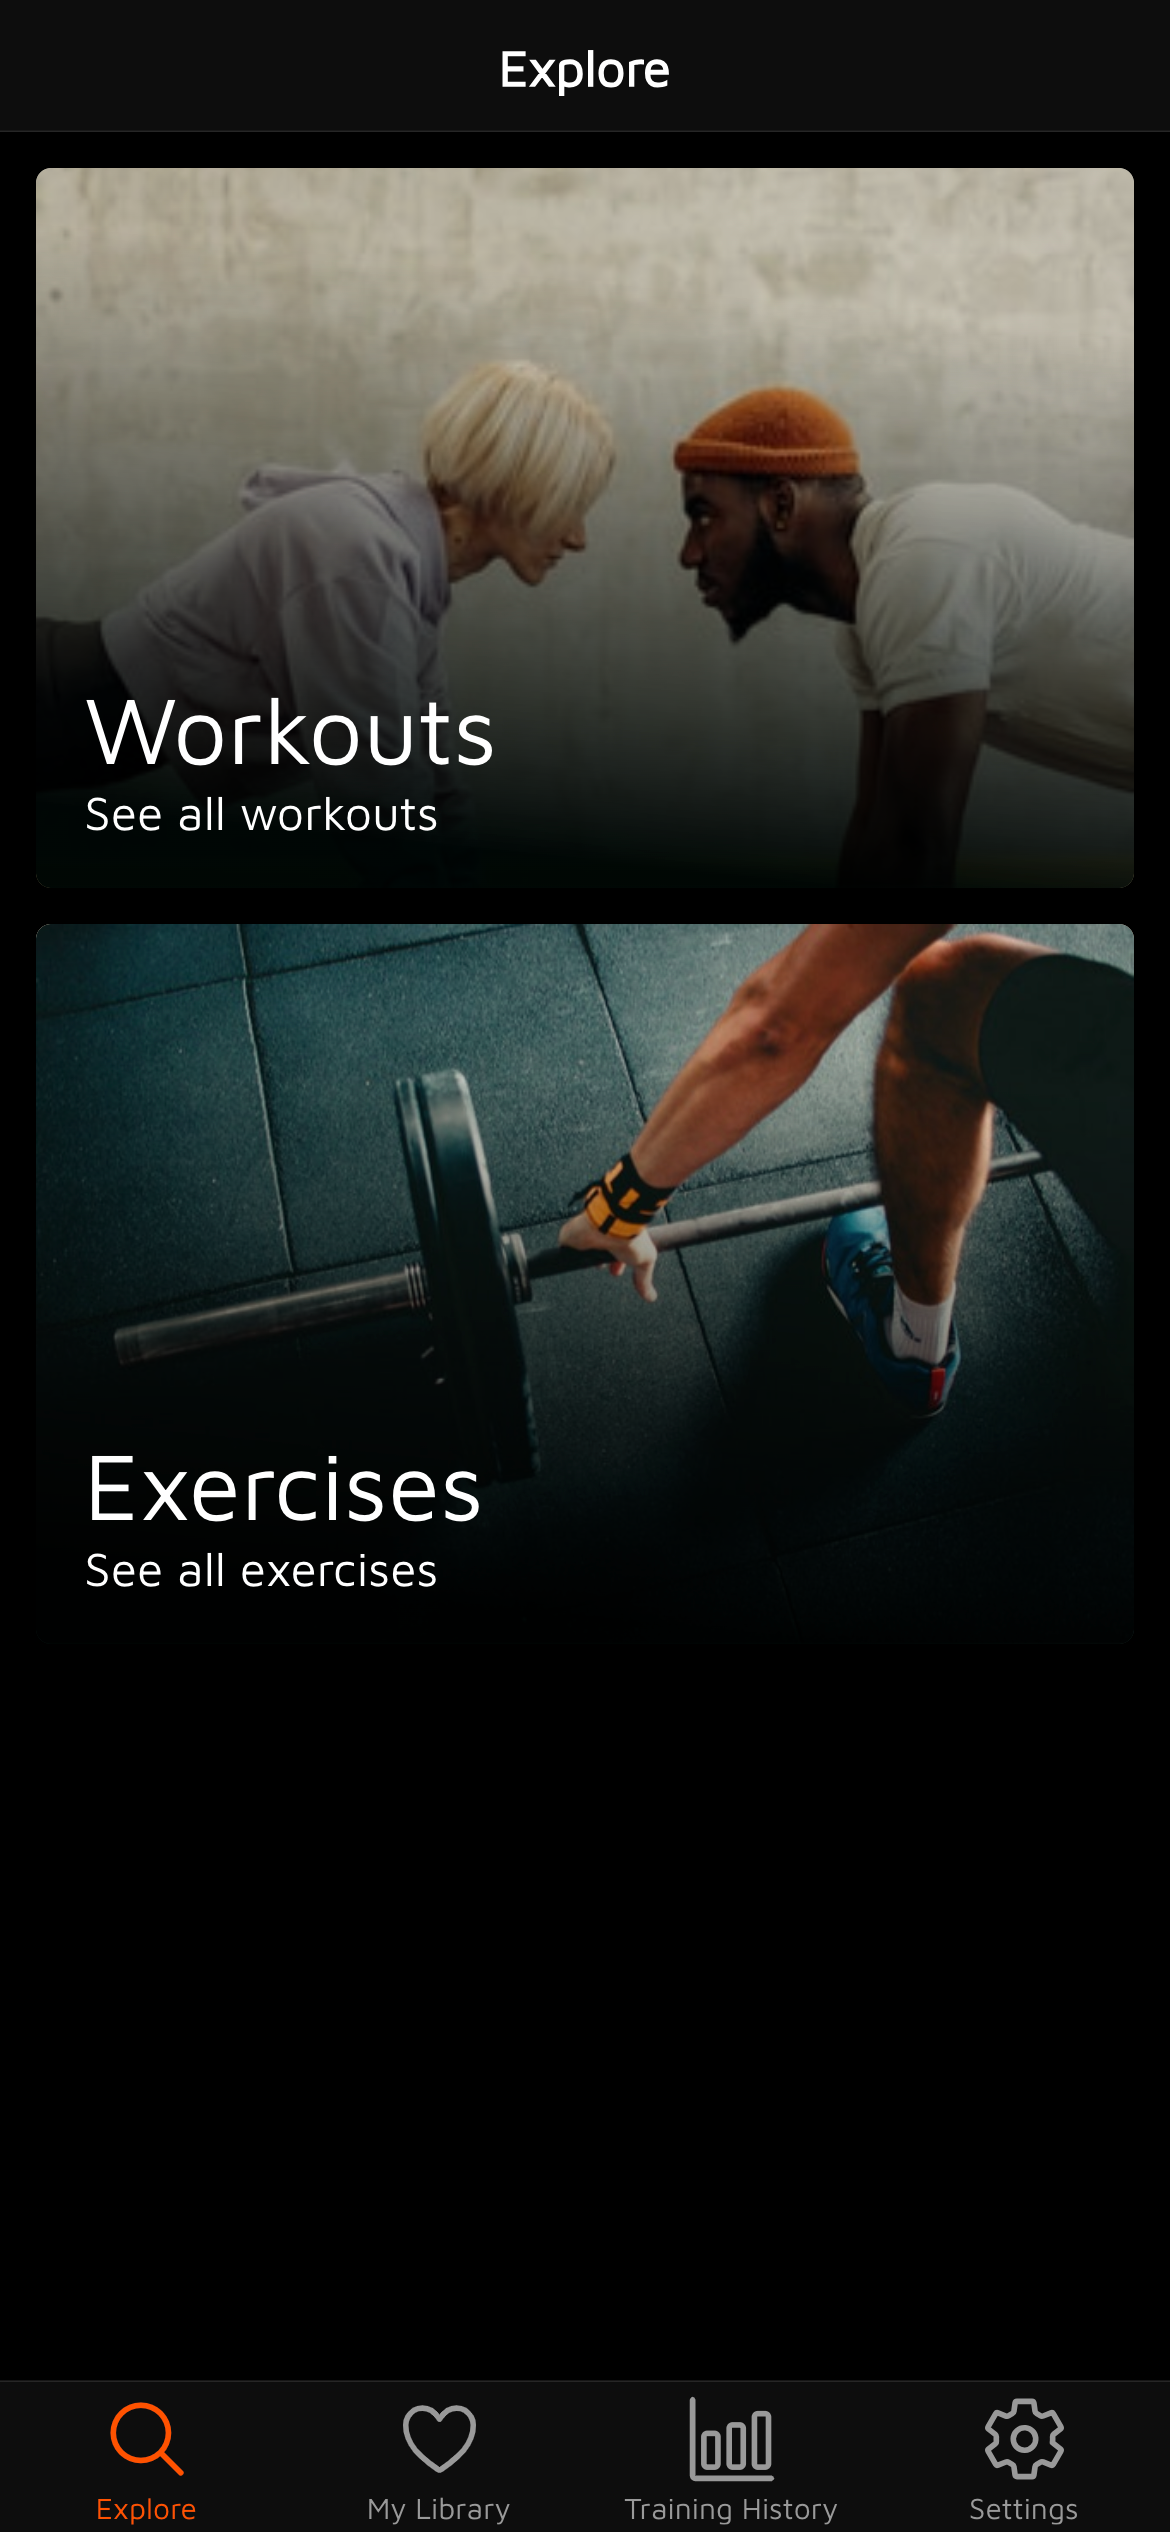 Explore
Workouts
See all workouts
Exercises
See all exercises
Explore
My Library
Training History
Settings